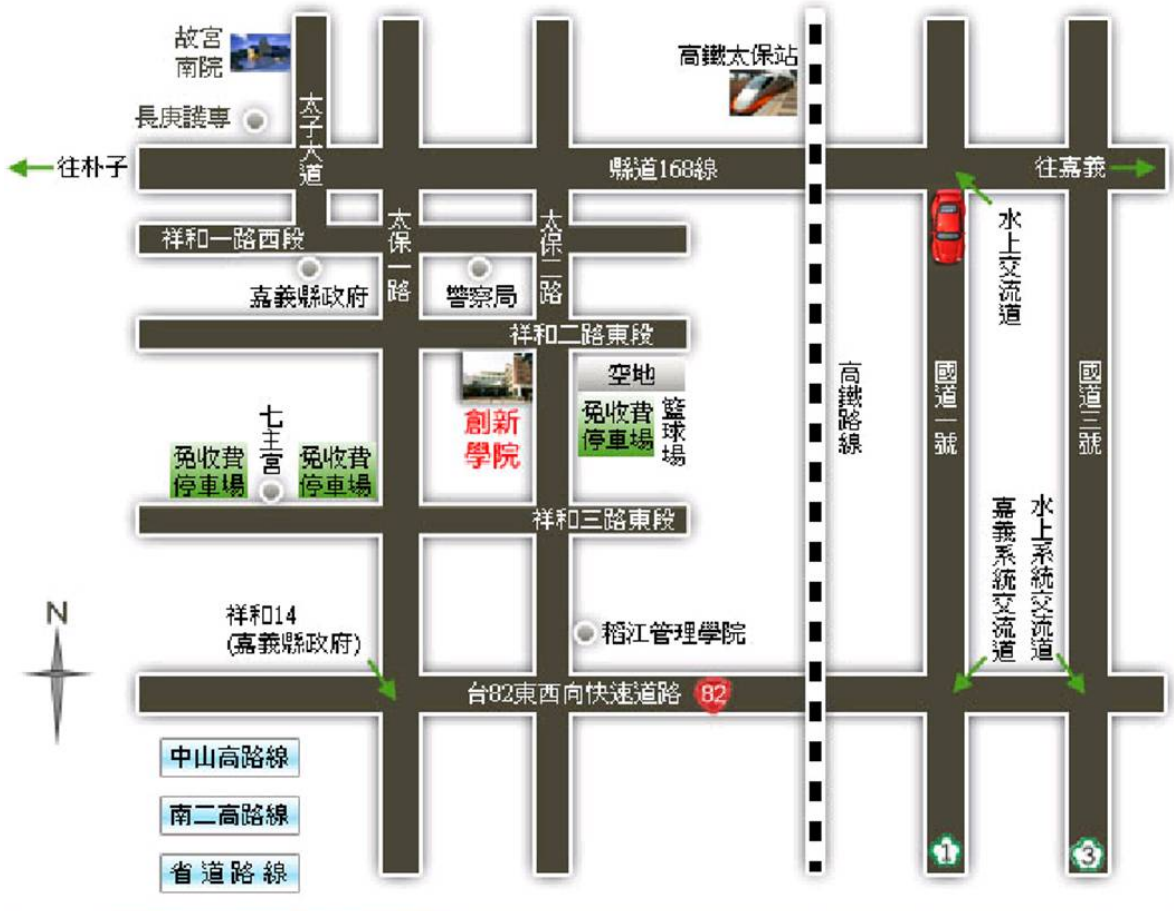 故宮
南院
高鐵太保站
長庚護專
太子大道
往朴子
縣道168線
往嘉義
祥和一路西段
太保一路
太保二路
水上交流道
嘉義縣政府
警察局
祥和二路東段
空地
創新
學院
免收費
停車場
籃球場
高鐵路線
國道一號
國道三號
七主宮
免收費
停車場
免收費
停車場
祥和三路東段
嘉義系統交流道
水上系統交流道
N
祥和14
(嘉義縣政府)
稻江管理學院
台82東西向快速道路
82
中山高路線
南二高路線
省道路線
1
3